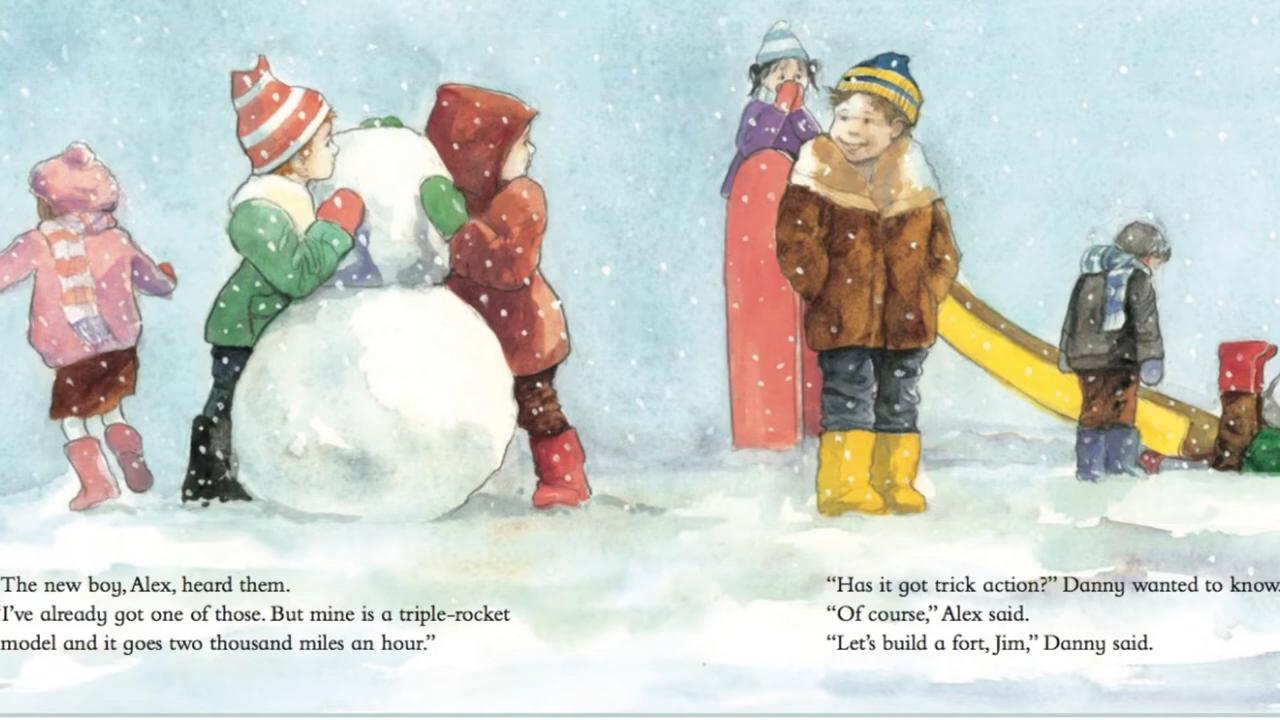 The new boy, Alex, heard them.
I’ve already got one of those. But mine is a triple-rocket
model and it goes two thousand miles an hour.”
“Has it got trick action?” Danny wanted to know.
“Of course,” Alex said.
“Let’s build a fort, Jim,” Danny said.